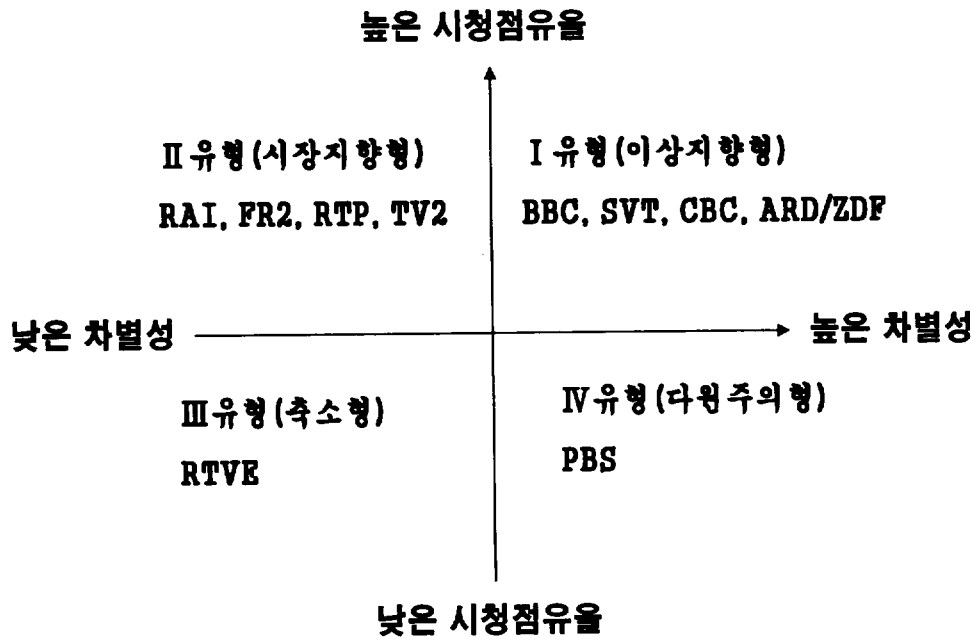 높은 시청점유율
Ⅱ유형(시장지향형)
RAI, FR2, RTP, TV2
Ⅰ유형(이상지향형)
BBC, SVT, CBC, ARD/ZDF
낮은 차별성
높은 차별성
Ⅲ유형(축소형)
RTVE
Ⅳ유형(다원주의형)
PBS
낮은 시청점유율